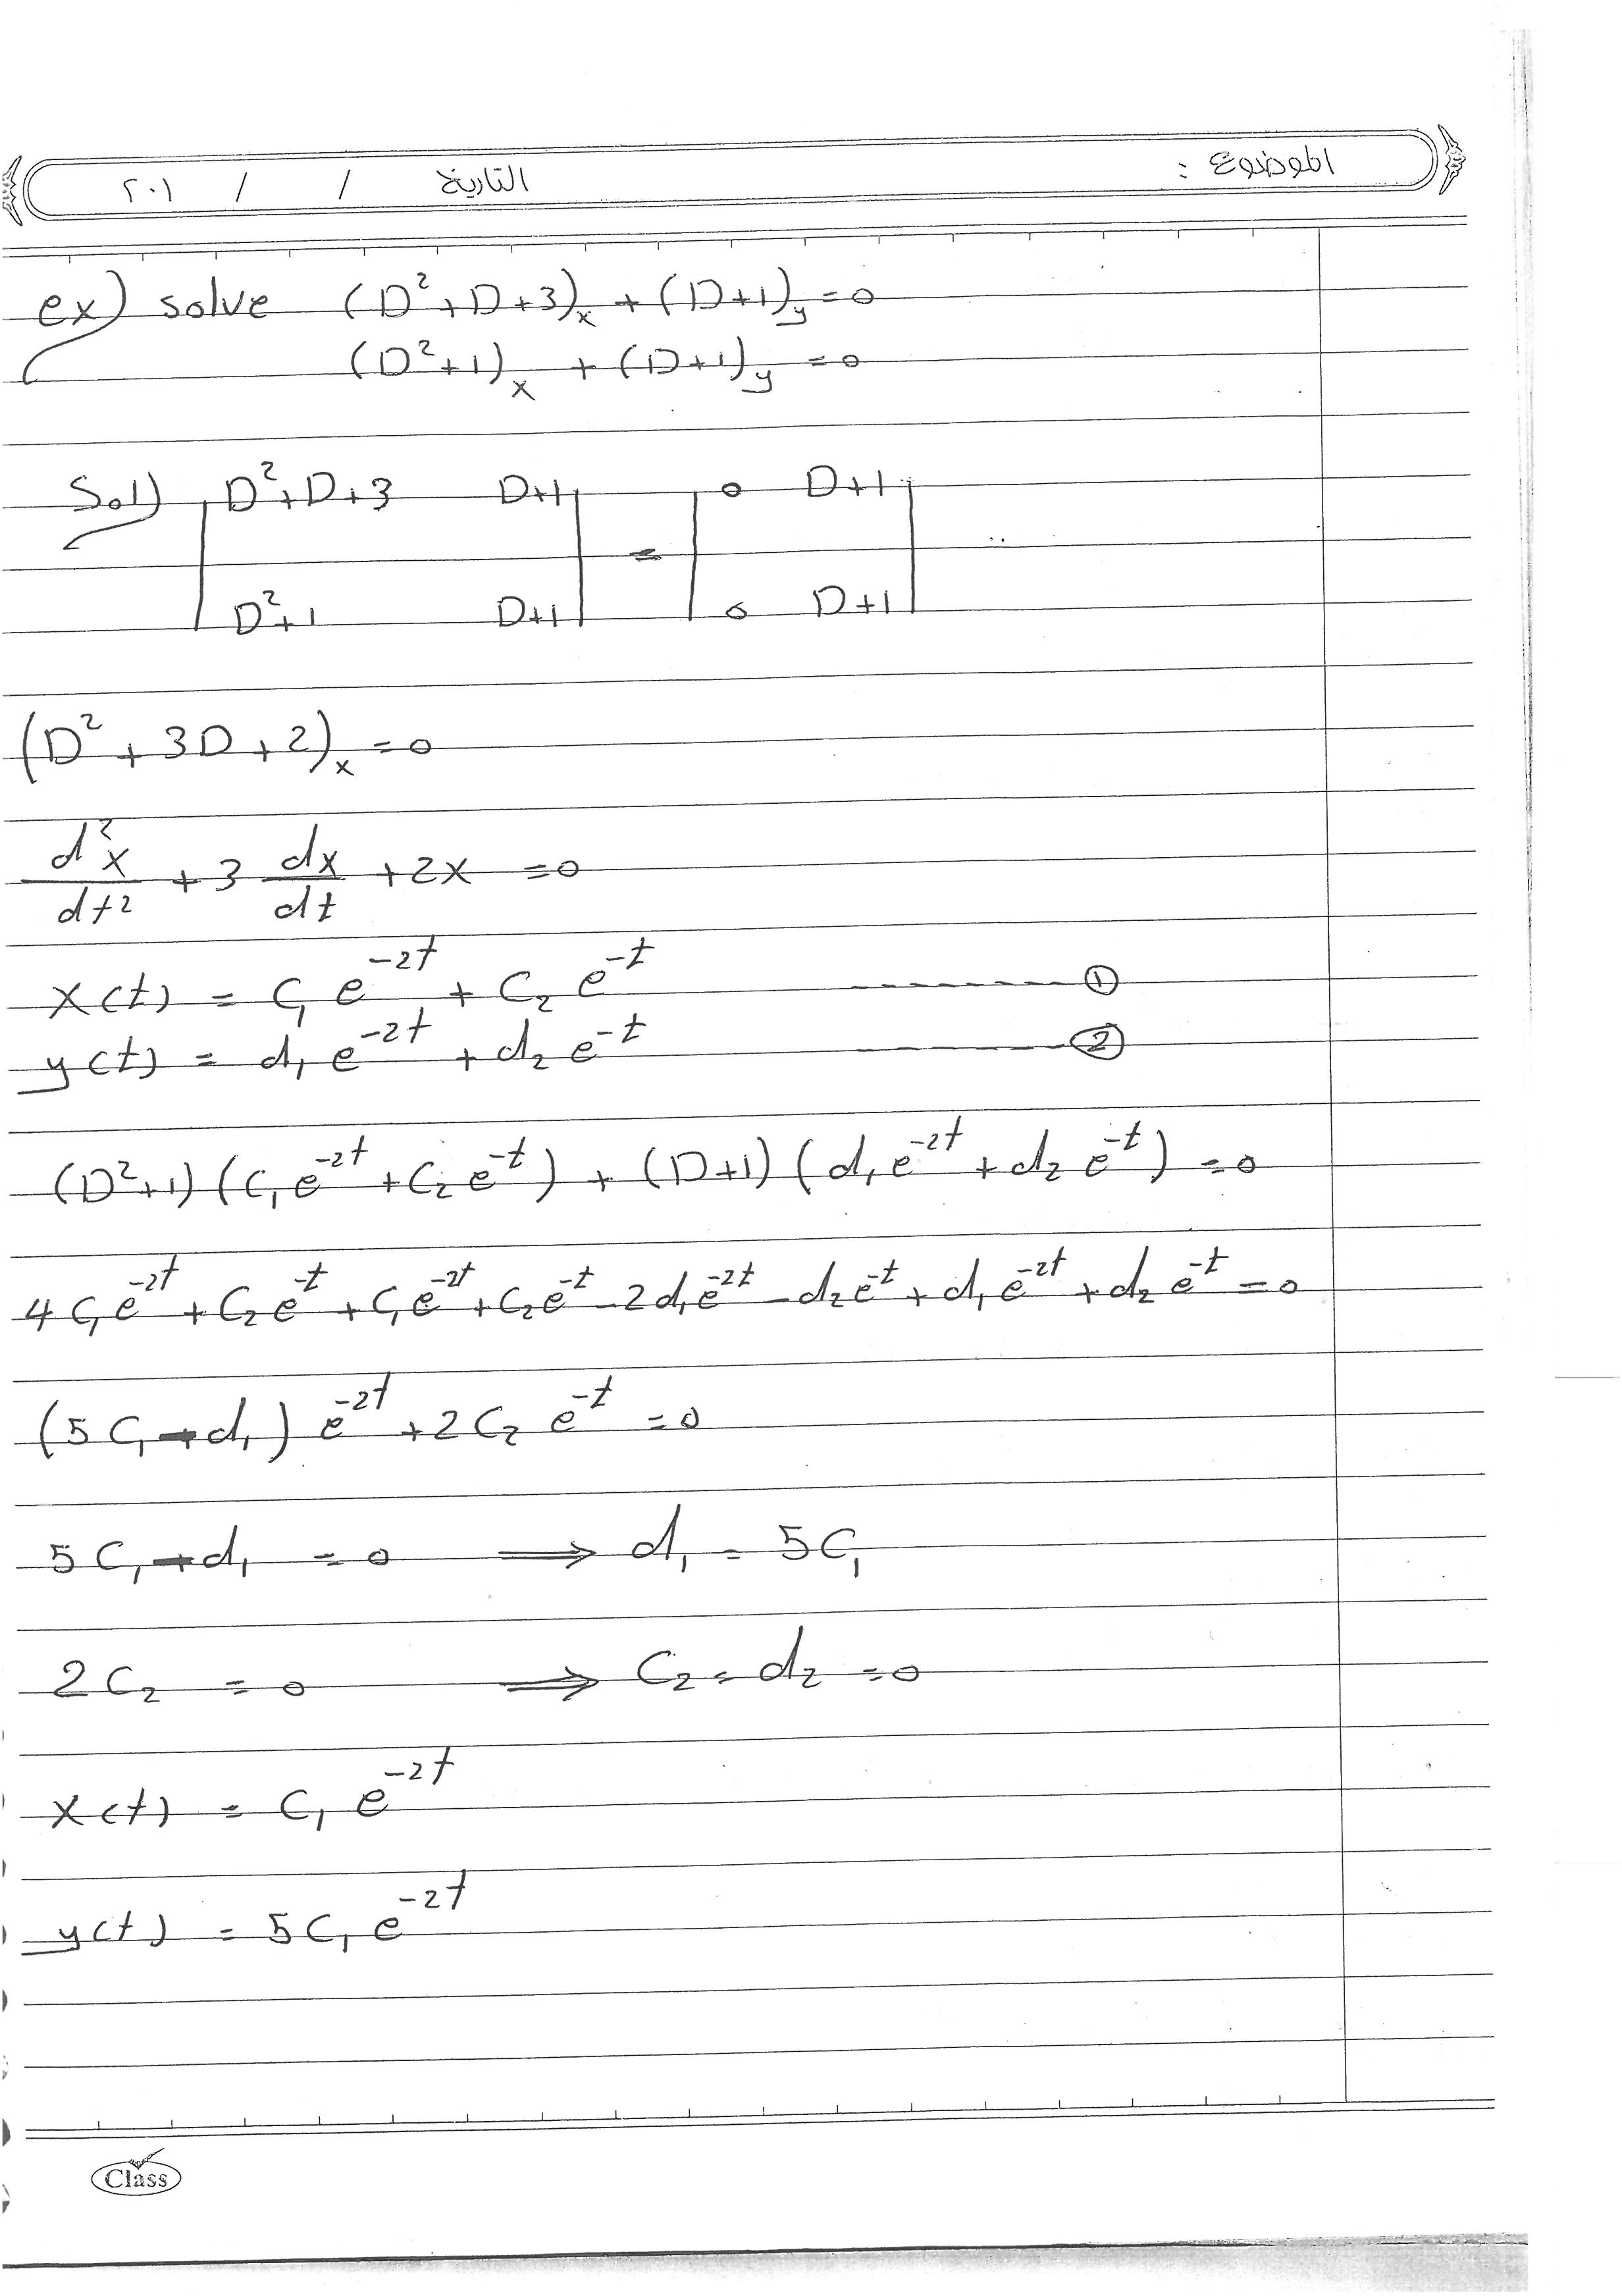 الموضوع :
التاريخ / / ٢٠١
ex) solve (D²+D+3)x + (D+1)y = 0
(D²+1)x + (D+1)y = 0
Sol) | D²+D+3 D+1 | = | 0 D+1 |
| D²+1 D+1 | | 0 D+1 |
(D² + 3D + 2)x = 0
d²x/dt² + 3 dx/dt + 2x = 0
x(t) = C₁ e^-2t + C₂ e^-t -------- ①
y(t) = d₁ e^-2t + d₂ e^-t -------- ②
(D²+1)(C₁e^-2t + C₂e^-t) + (D+1)(d₁e^-2t + d₂e^-t) = 0
4C₁e^-2t + C₂e^-t + C₁e^-2t + C₂e^-t - 2d₁e^-2t - d₂e^-t + d₁e^-2t + d₂e^-t = 0
(5C₁ - d₁) e^-2t + 2C₂ e^-t = 0
5C₁ - d₁ = 0 ⟹ d₁ = 5C₁
2C₂ = 0 ⟹ C₂ = d₂ = 0
x(t) = C₁ e^-2t
y(t) = 5C₁ e^-2t
Class